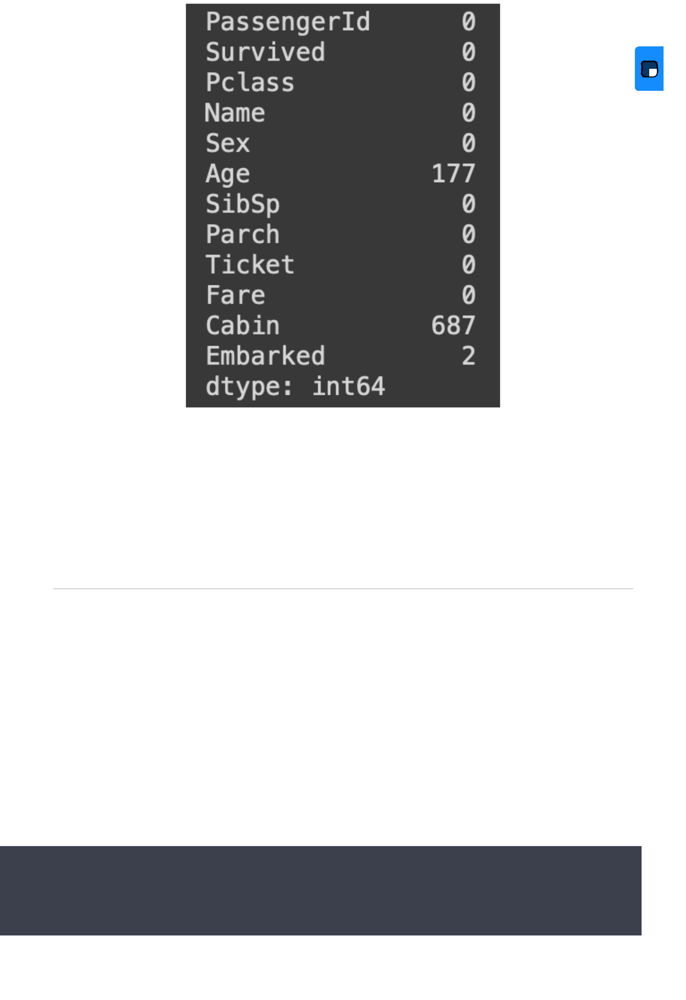 PassengerId 0
Survived 0
Pclass 0
Name 0
Sex 0
Age 177
SibSp 0
Parch 0
Ticket 0
Fare 0
Cabin 687
Embarked 2
dtype: int64